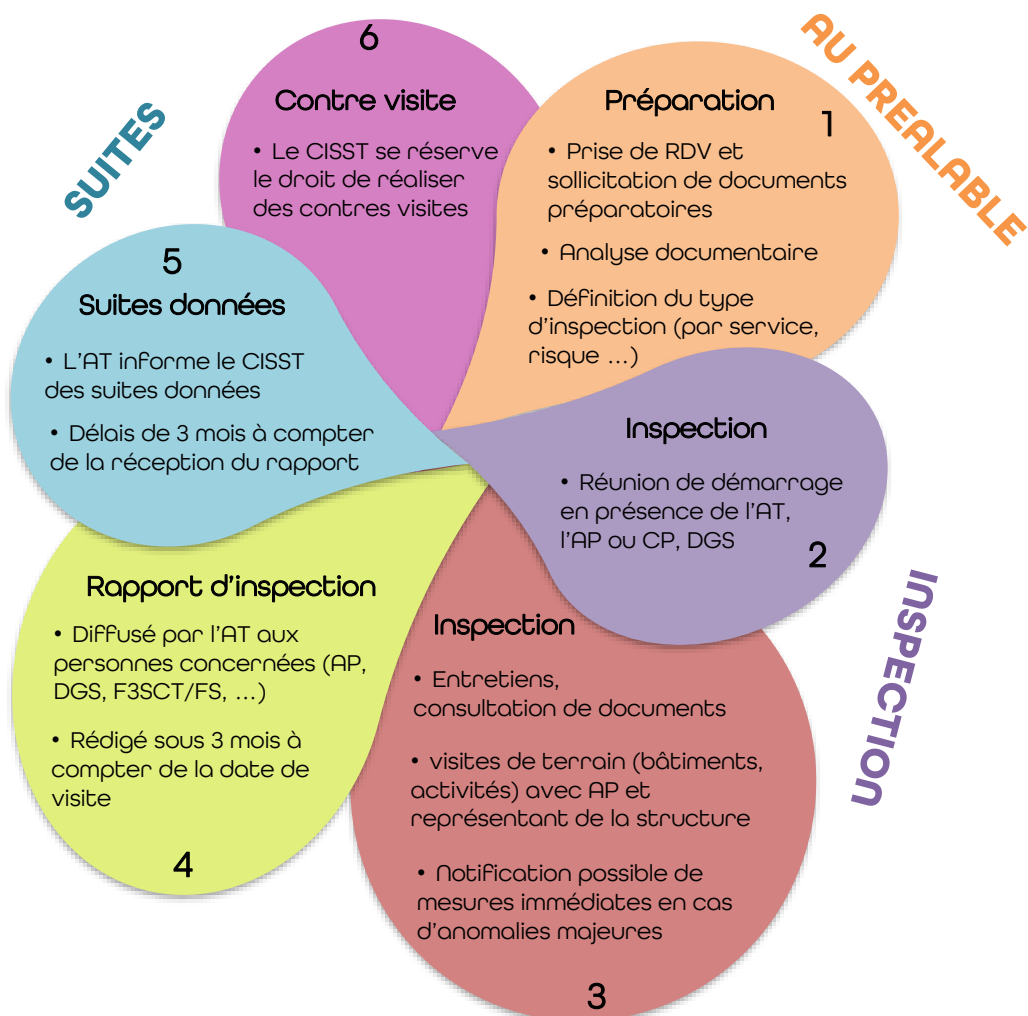 AU PREALABLE
1
Préparation
• Prise de RDV et
sollicitation de documents
préparatoires
• Analyse documentaire
• Définition du type
d'inspection (par service,
risque ...)
INSPECTION
Inspection
• Réunion de démarrage
en présence de l'AT,
l'AP ou CP, DGS
2
Inspection
• Entretiens,
consultation de documents
• visites de terrain (bâtiments,
activités) avec AP et
représentant de la structure
• Notification possible de
mesures immédiates en cas
d'anomalies majeures
3
Rapport d'inspection
• Diffusé par l'AT aux
personnes concernées (AP,
DGS, F3SCT/FS, ...)
• Rédigé sous 3 mois à
compter de la date de
visite
4
SUITES
5
Suites données
• L'AT informe le CISST
des suites données
• Délais de 3 mois à compter
de la réception du rapport
6
Contre visite
• Le CISST se réserve
le droit de réaliser
des contres visites